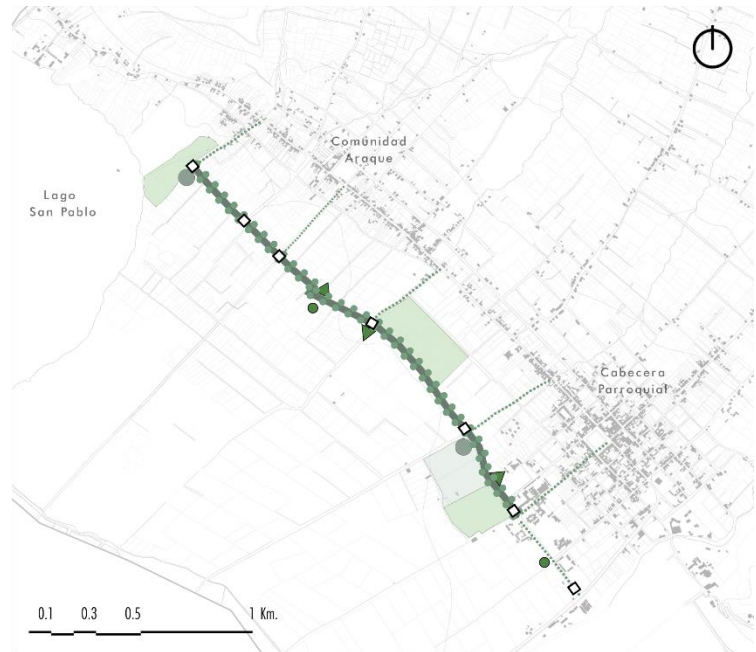 Comunidad
Araque
Lago
San Pablo
Cabecera
Parroquial
0.1 0.3 0.5 1 Km.